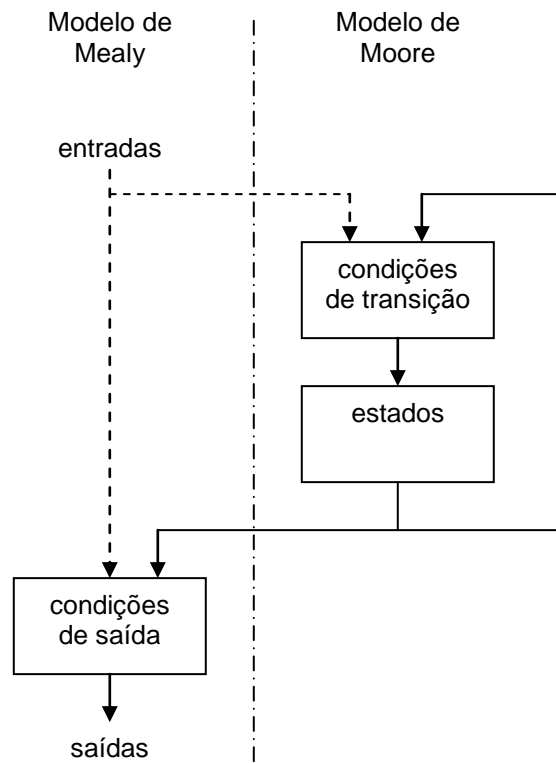 Modelo de
Mealy
Modelo de
Moore
entradas
condições
de transição
estados
condições
de saída
saídas